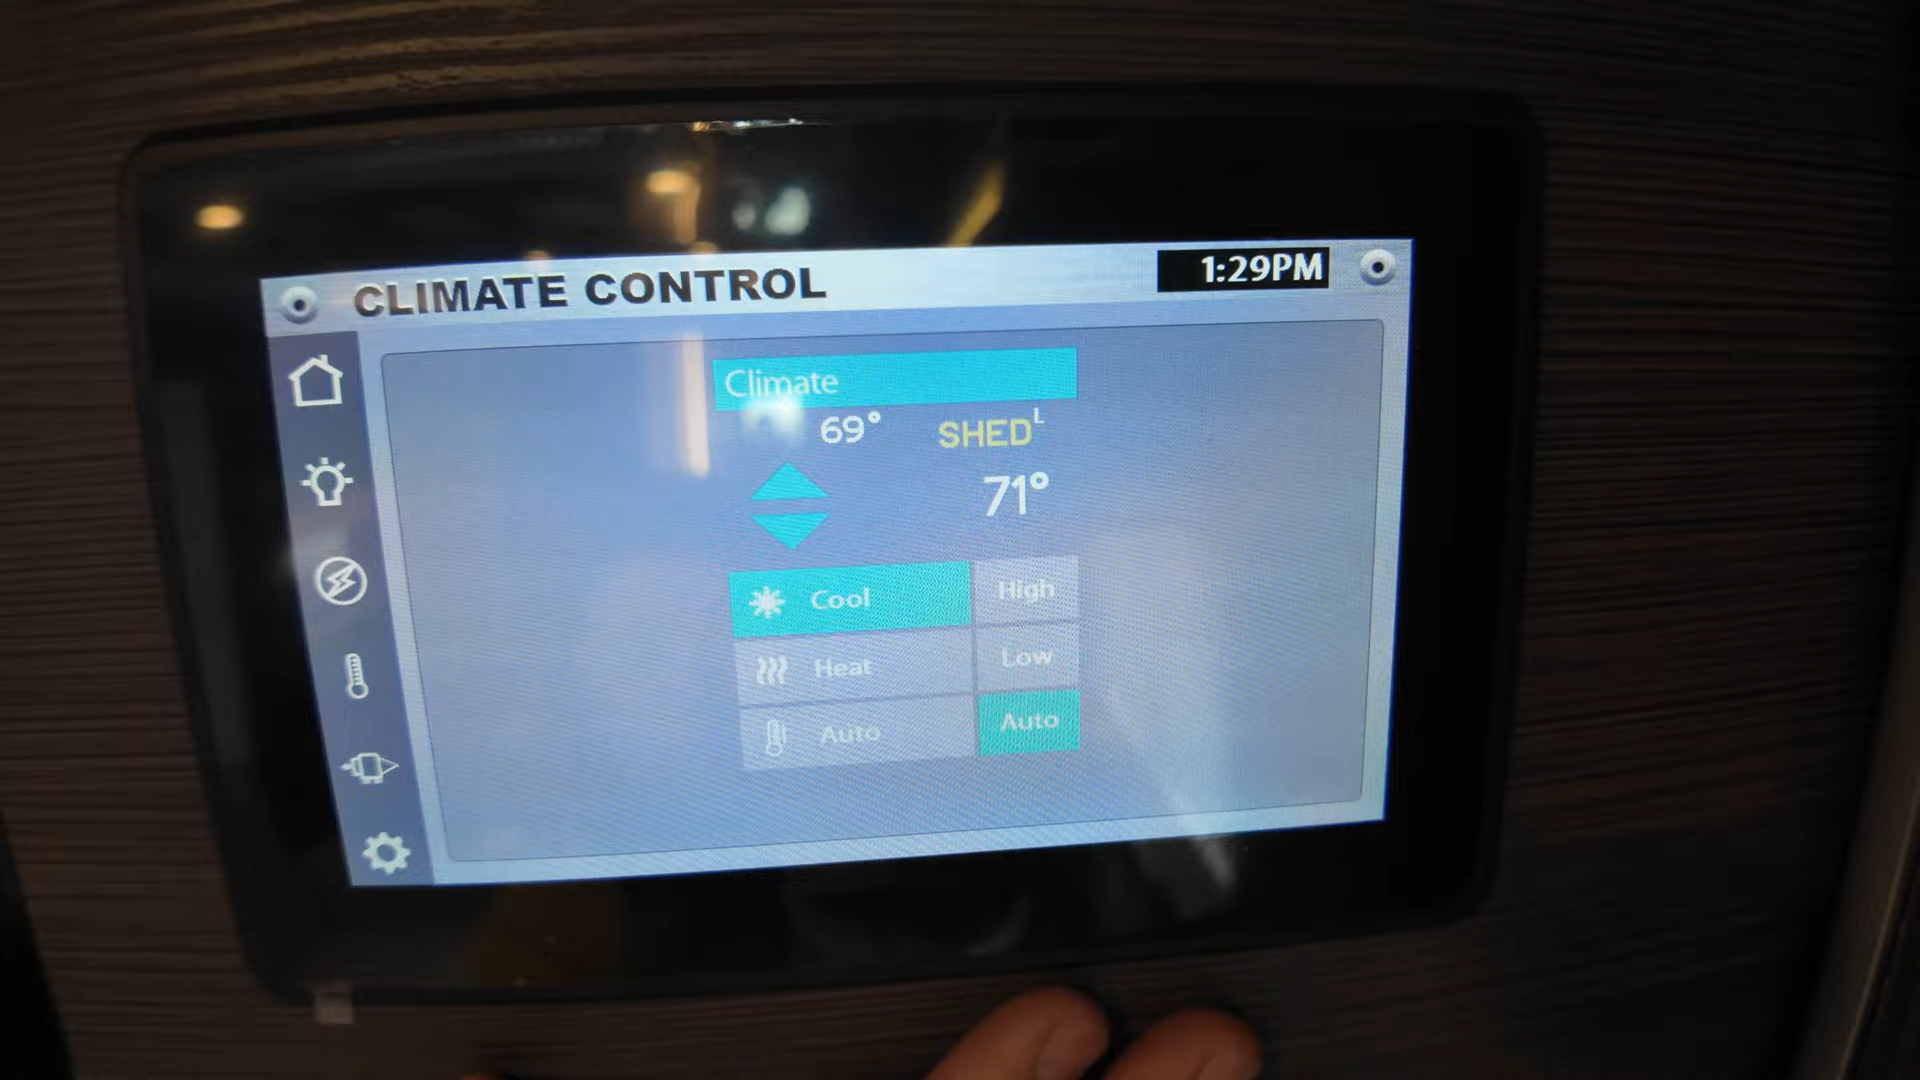 CLIMATE CONTROL 1:29PM
Climate
69° SHED L
71°
Cool High
Heat Low
Auto Auto